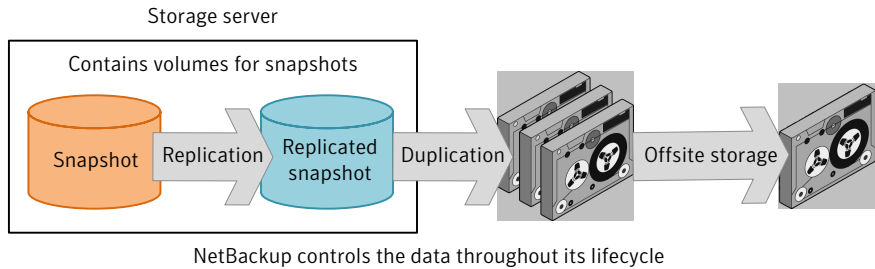 Storage server
Contains volumes for snapshots
Snapshot
Replication
Replicated
snapshot
Duplication
Offsite storage
NetBackup controls the data throughout its lifecycle